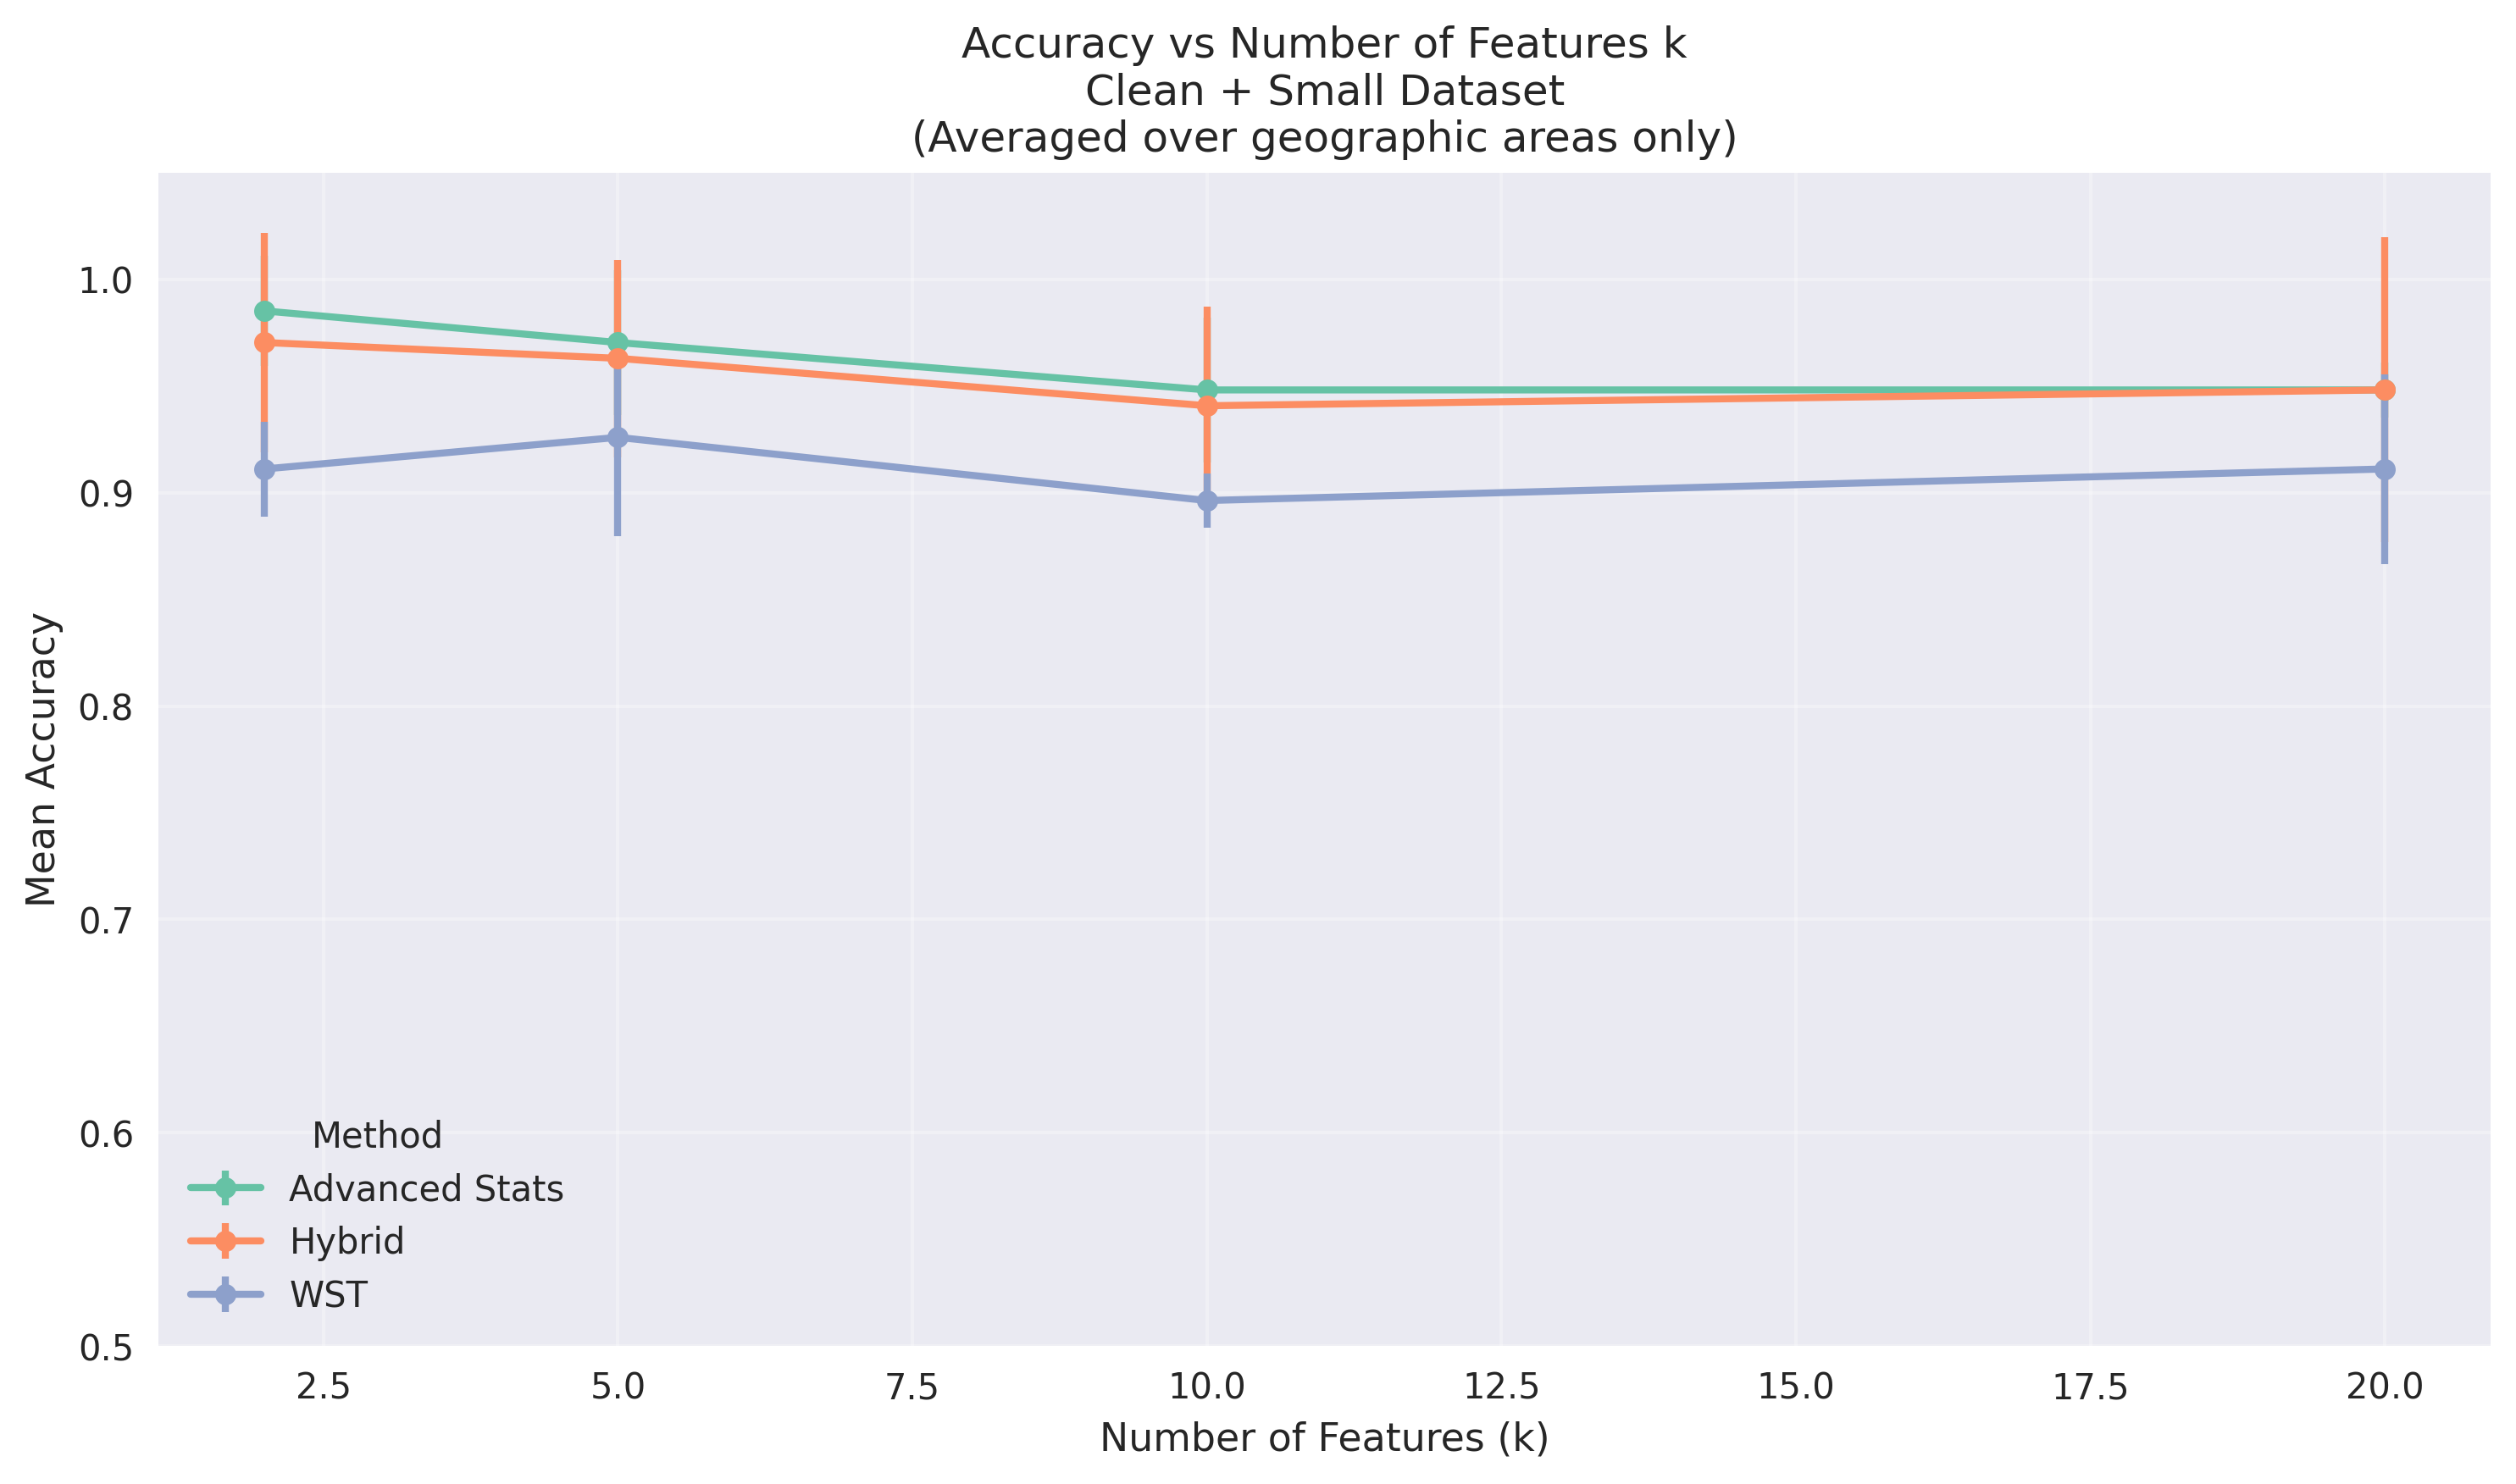 Accuracy vs Number of Features k
Clean + Small Dataset
(Averaged over geographic areas only)
Mean Accuracy
1.0
0.9
0.8
0.7
0.6
0.5
Method
Advanced Stats
Hybrid
WST
2.5 5.0 7.5 10.0 12.5 15.0 17.5 20.0
Number of Features (k)